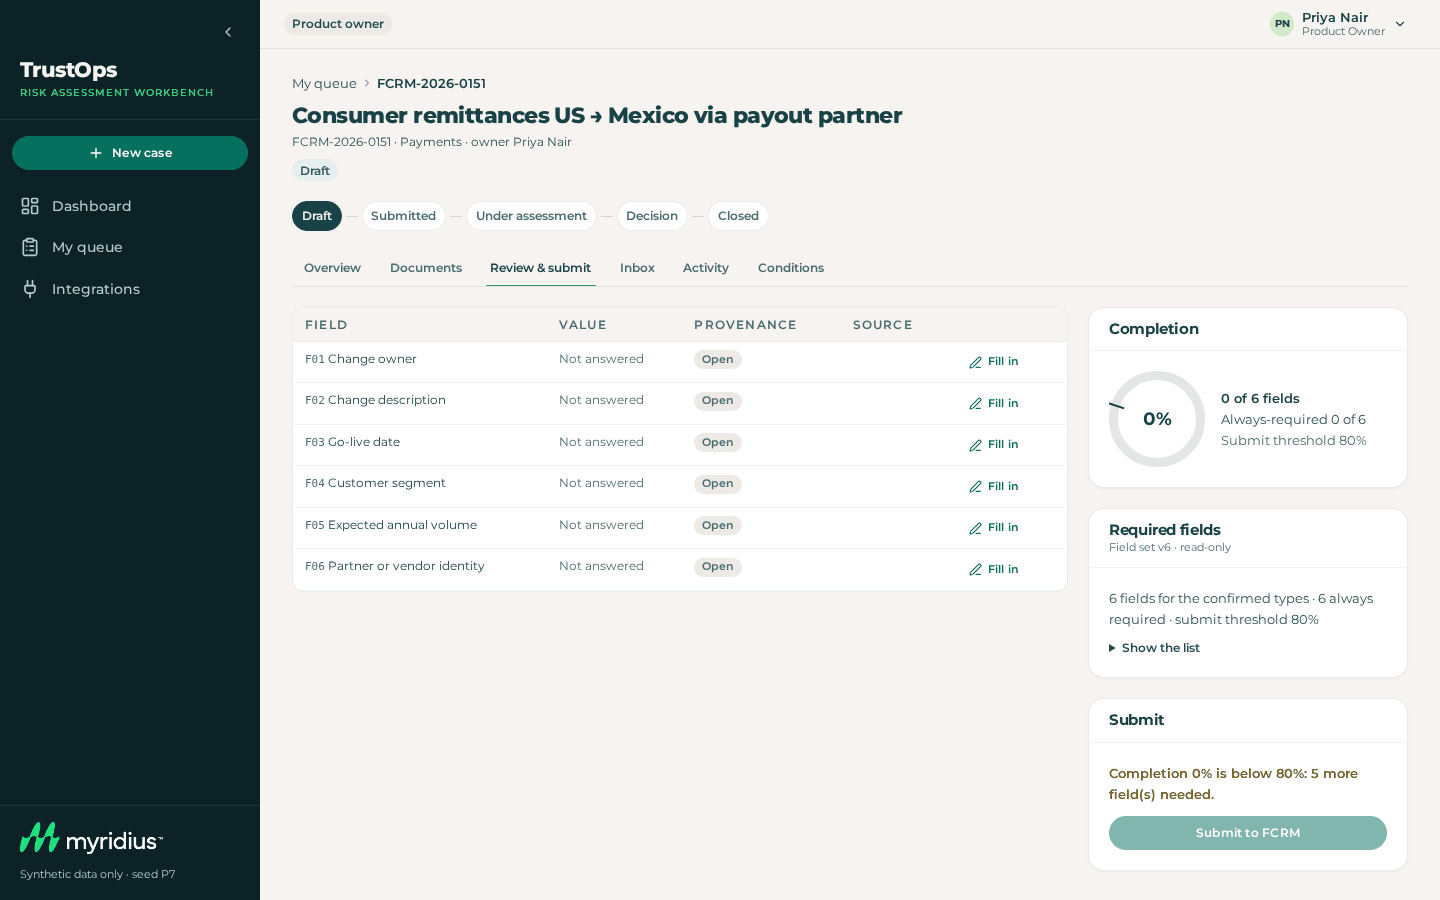 TrustOps
RISK ASSESSMENT WORKBENCH
New case
Dashboard
My queue
Integrations
myridius™
Synthetic data only · seed P7
Product owner
PN
Priya Nair
Product Owner
My queue > FCRM-2026-0151
Consumer remittances US → Mexico via payout partner
FCRM-2026-0151 · Payments · owner Priya Nair
Draft
Draft — Submitted — Under assessment — Decision — Closed
Overview Documents Review & submit Inbox Activity Conditions
FIELD VALUE PROVENANCE SOURCE
F01 Change owner Not answered Open Fill in
F02 Change description Not answered Open Fill in
F03 Go-live date Not answered Open Fill in
F04 Customer segment Not answered Open Fill in
F05 Expected annual volume Not answered Open Fill in
F06 Partner or vendor identity Not answered Open Fill in
Completion
0%
0 of 6 fields
Always-required 0 of 6
Submit threshold 80%
Required fields
Field set v6 · read-only
6 fields for the confirmed types · 6 always
required · submit threshold 80%
Show the list
Submit
Completion 0% is below 80%: 5 more
field(s) needed.
Submit to FCRM